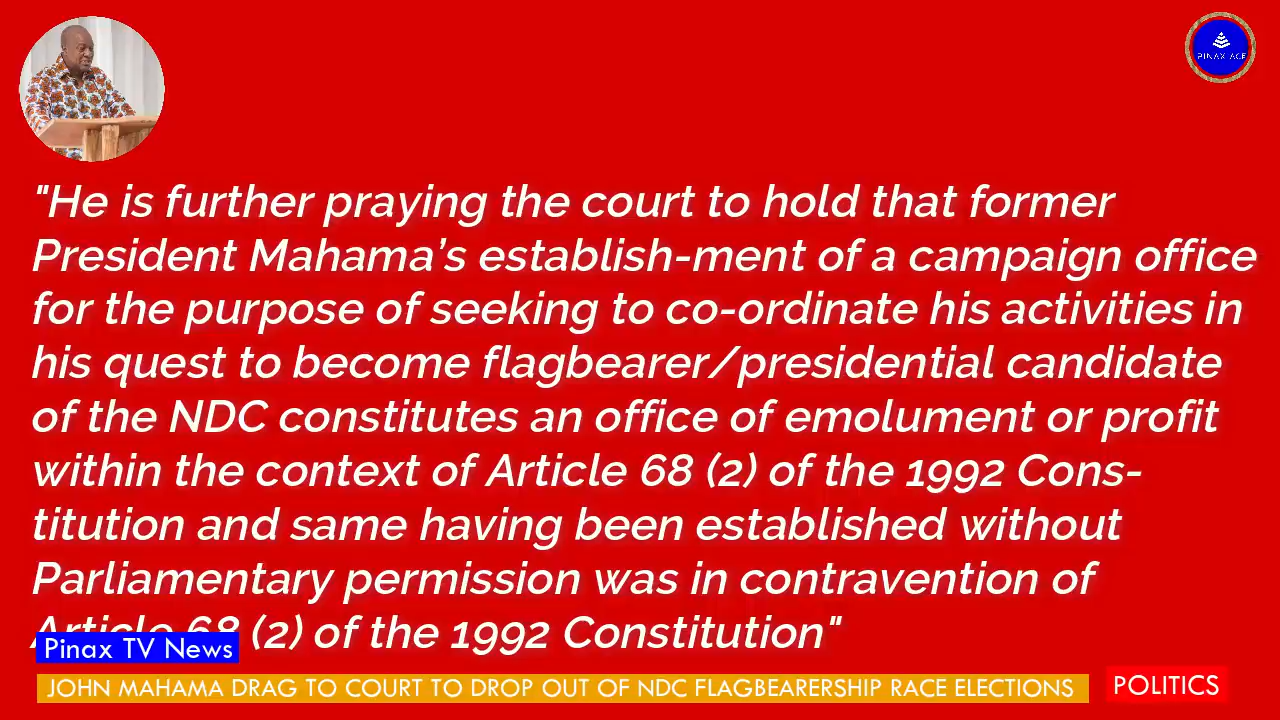 PINAX ACE
"He is further praying the court to hold that former
President Mahama's establish-ment of a campaign office
for the purpose of seeking to co-ordinate his activities in
his quest to become flagbearer/presidential candidate
of the NDC constitutes an office of emolument or profit
within the context of Article 68 (2) of the 1992 Cons-
titution and same having been established without
Parliamentary permission was in contravention of
Article 68 (2) of the 1992 Constitution"
Pinax TV News
JOHN MAHAMA DRAG TO COURT TO DROP OUT OF NDC FLAGBEARERSHIP RACE ELECTIONS
POLITICS